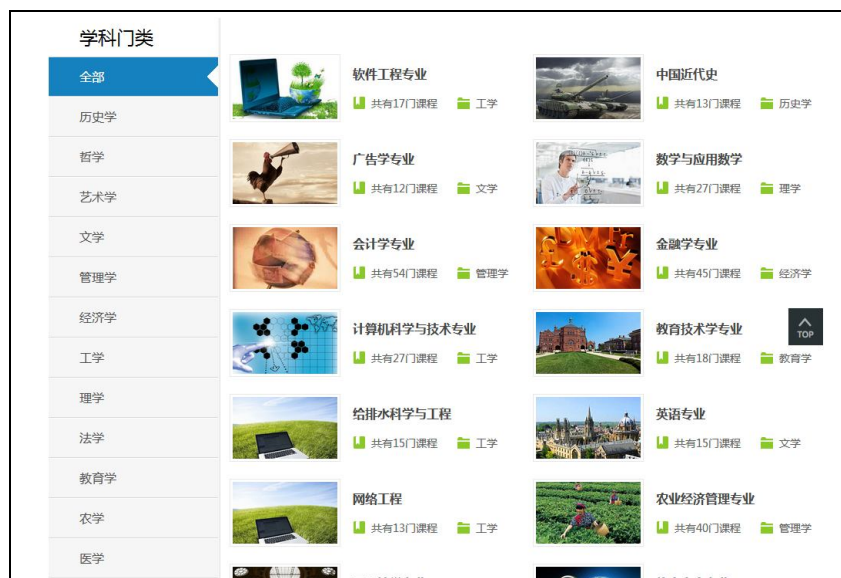 学科门类
全部
历史学
哲学
艺术学
文学
管理学
经济学
工学
理学
法学
教育学
农学
医学
软件工程专业
共有17门课程 工学
中国近代史
共有13门课程 历史学
广告学专业
共有12门课程 文学
数学与应用数学
共有27门课程 理学
会计学专业
共有54门课程 管理学
金融学专业
共有45门课程 经济学
计算机科学与技术专业
共有27门课程 工学
教育技术学专业
共有18门课程 教育学
TOP
给排水科学与工程
共有15门课程 工学
英语专业
共有15门课程 文学
网络工程
共有13门课程 工学
农业经济管理专业
共有40门课程 管理学